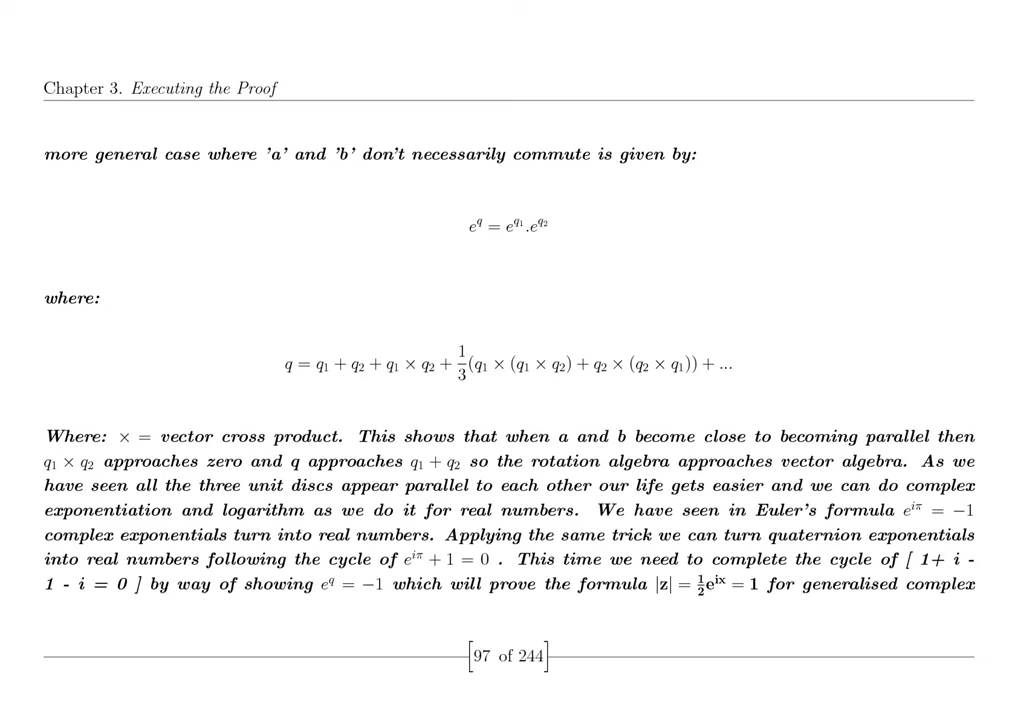 Chapter 3. Executing the Proof
more general case where 'a' and 'b' don't necessarily commute is given by:
e^q = e^{q_1}.e^{q_2}
where:
q = q_1 + q_2 + q_1 × q_2 + \frac{1}{3}(q_1 × (q_1 × q_2) + q_2 × (q_2 × q_1)) + ...
Where: × = vector cross product. This shows that when a and b become close to becoming parallel then
q_1 × q_2 approaches zero and q approaches q_1 + q_2 so the rotation algebra approaches vector algebra. As we
have seen all the three unit discs appear parallel to each other our life gets easier and we can do complex
exponentiation and logarithm as we do it for real numbers. We have seen in Euler's formula e^{iπ} = −1
complex exponentials turn into real numbers. Applying the same trick we can turn quaternion exponentials
into real numbers following the cycle of e^{iπ} + 1 = 0 . This time we need to complete the cycle of [ 1+ i -
1 - i = 0 ] by way of showing e^q = −1 which will prove the formula |z| = \frac{1}{2}e^{ix} = 1 for generalised complex
[97 of 244]